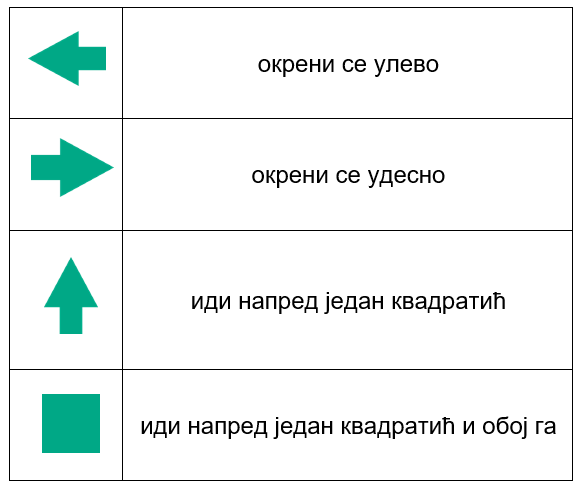 окрени се улево
окрени се удесно
иди напред један квадратић
иди напред један квадратић и обој га